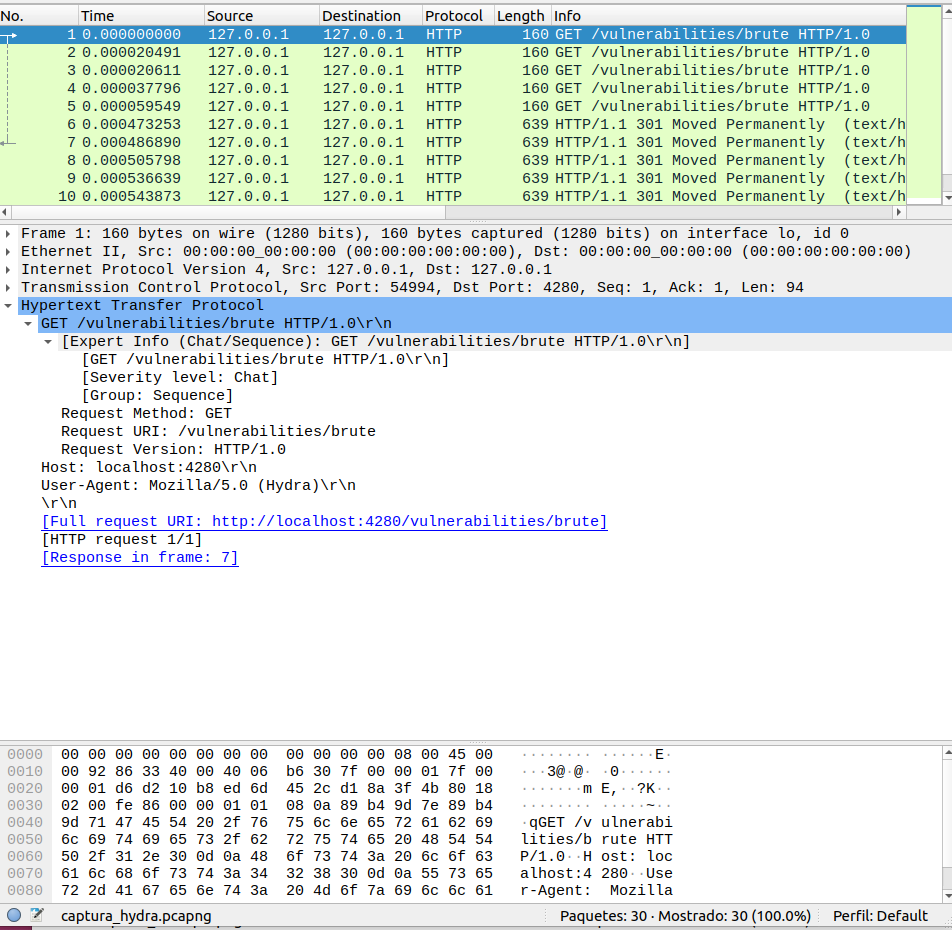 No. Time Source Destination Protocol Length Info
1 0.000000000 127.0.0.1 127.0.0.1 HTTP 160 GET /vulnerabilities/brute HTTP/1.0
2 0.000020491 127.0.0.1 127.0.0.1 HTTP 160 GET /vulnerabilities/brute HTTP/1.0
3 0.000020611 127.0.0.1 127.0.0.1 HTTP 160 GET /vulnerabilities/brute HTTP/1.0
4 0.000037796 127.0.0.1 127.0.0.1 HTTP 160 GET /vulnerabilities/brute HTTP/1.0
5 0.000059549 127.0.0.1 127.0.0.1 HTTP 160 GET /vulnerabilities/brute HTTP/1.0
6 0.000473253 127.0.0.1 127.0.0.1 HTTP 639 HTTP/1.1 301 Moved Permanently (text/h
7 0.000486890 127.0.0.1 127.0.0.1 HTTP 639 HTTP/1.1 301 Moved Permanently (text/h
8 0.000505798 127.0.0.1 127.0.0.1 HTTP 639 HTTP/1.1 301 Moved Permanently (text/h
9 0.000536639 127.0.0.1 127.0.0.1 HTTP 639 HTTP/1.1 301 Moved Permanently (text/h
10 0.000543873 127.0.0.1 127.0.0.1 HTTP 639 HTTP/1.1 301 Moved Permanently (text/h
Frame 1: 160 bytes on wire (1280 bits), 160 bytes captured (1280 bits) on interface lo, id 0
Ethernet II, Src: 00:00:00_00:00:00 (00:00:00:00:00:00), Dst: 00:00:00_00:00:00 (00:00:00:00:00:00)
Internet Protocol Version 4, Src: 127.0.0.1, Dst: 127.0.0.1
Transmission Control Protocol, Src Port: 54994, Dst Port: 4280, Seq: 1, Ack: 1, Len: 94
Hypertext Transfer Protocol
GET /vulnerabilities/brute HTTP/1.0\r\n
[Expert Info (Chat/Sequence): GET /vulnerabilities/brute HTTP/1.0\r\n]
[GET /vulnerabilities/brute HTTP/1.0\r\n]
[Severity level: Chat]
[Group: Sequence]
Request Method: GET
Request URI: /vulnerabilities/brute
Request Version: HTTP/1.0
Host: localhost:4280\r\n
User-Agent: Mozilla/5.0 (Hydra)\r\n
\r\n
[Full request URI: http://localhost:4280/vulnerabilities/brute]
[HTTP request 1/1]
[Response in frame: 7]
0000 00 00 00 00 00 00 00 00 00 00 00 00 08 00 45 00 ········ ······E·
0010 00 92 86 33 40 00 40 06 b6 30 7f 00 00 01 7f 00 ···3@·@· ·0······
0020 00 01 d6 d2 10 b8 ed 6d 45 2c d1 8a 3f 4b 80 18 ·······m E,··?K··
0030 02 00 fe 86 00 00 01 01 08 0a 89 b4 9d 7e 89 b4 ········ ·····~··
0040 9d 71 47 45 54 20 2f 76 75 6c 6e 65 72 61 62 69 ·qGET /v ulnerabi
0050 6c 69 74 69 65 73 2f 62 72 75 74 65 20 48 54 54 lities/b rute HTT
0060 50 2f 31 2e 30 0d 0a 48 6f 73 74 3a 20 6c 6f 63 P/1.0··H ost: loc
0070 61 6c 68 6f 73 74 3a 34 32 38 30 0d 0a 55 73 65 alhost:4 280··Use
0080 72 2d 41 67 65 6e 74 3a 20 4d 6f 7a 69 6c 6c 61 r-Agent: Mozilla
captura_hydra.pcapng Paquetes: 30 · Mostrado: 30 (100.0%) Perfil: Default